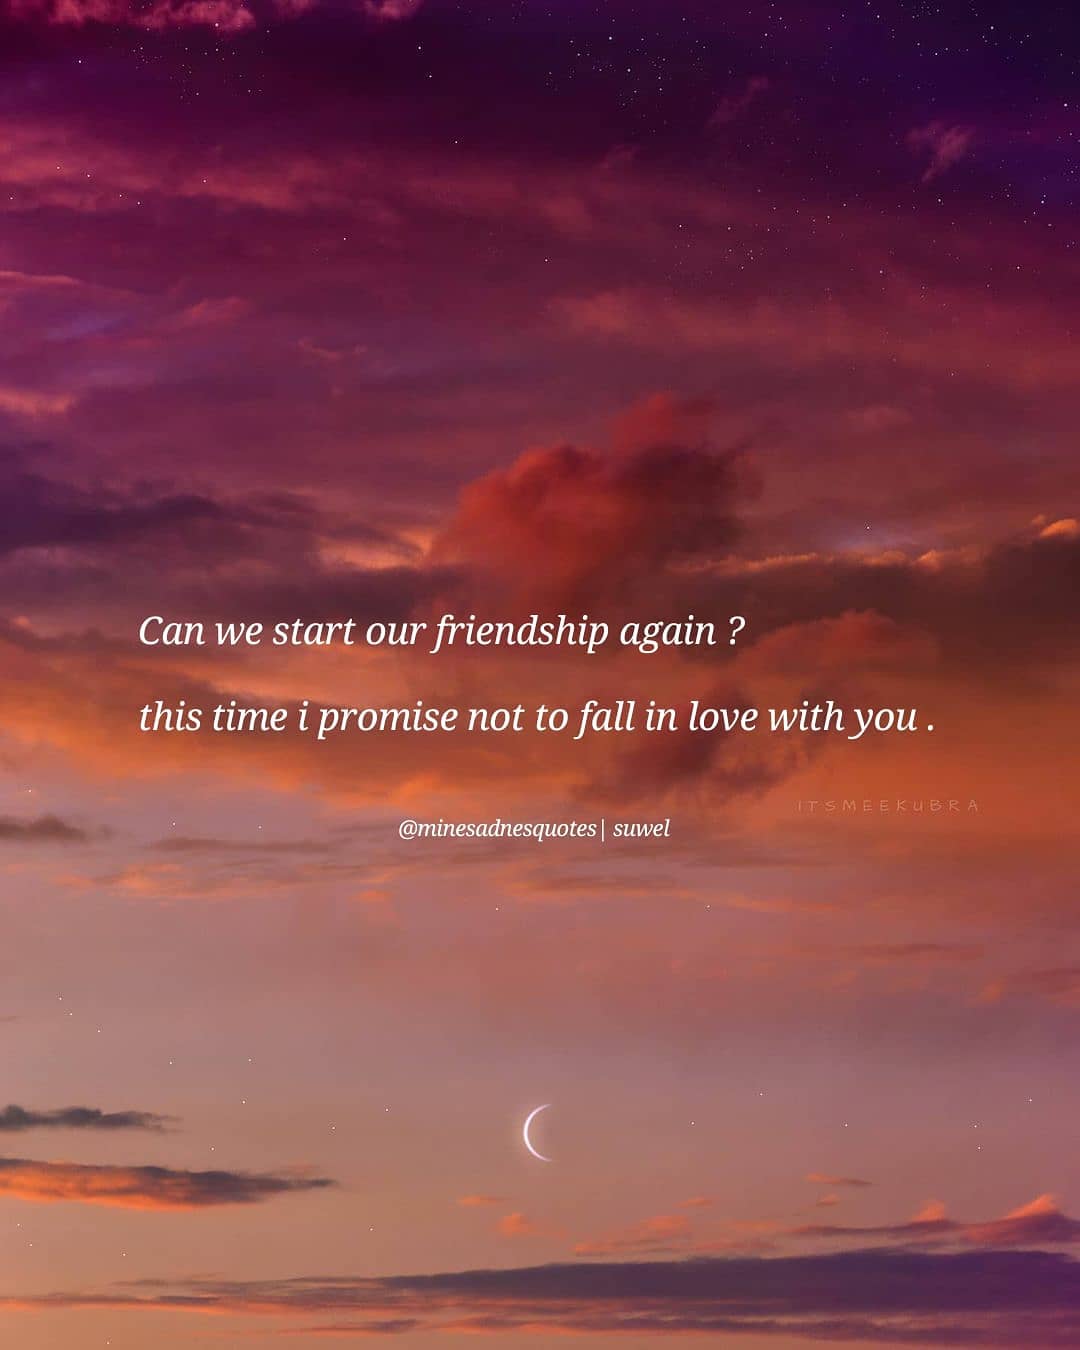 Can we start our friendship again ?
this time i promise not to fall in love with you .
ITSMEEKUBRA
@minesadnesquotes| suwel